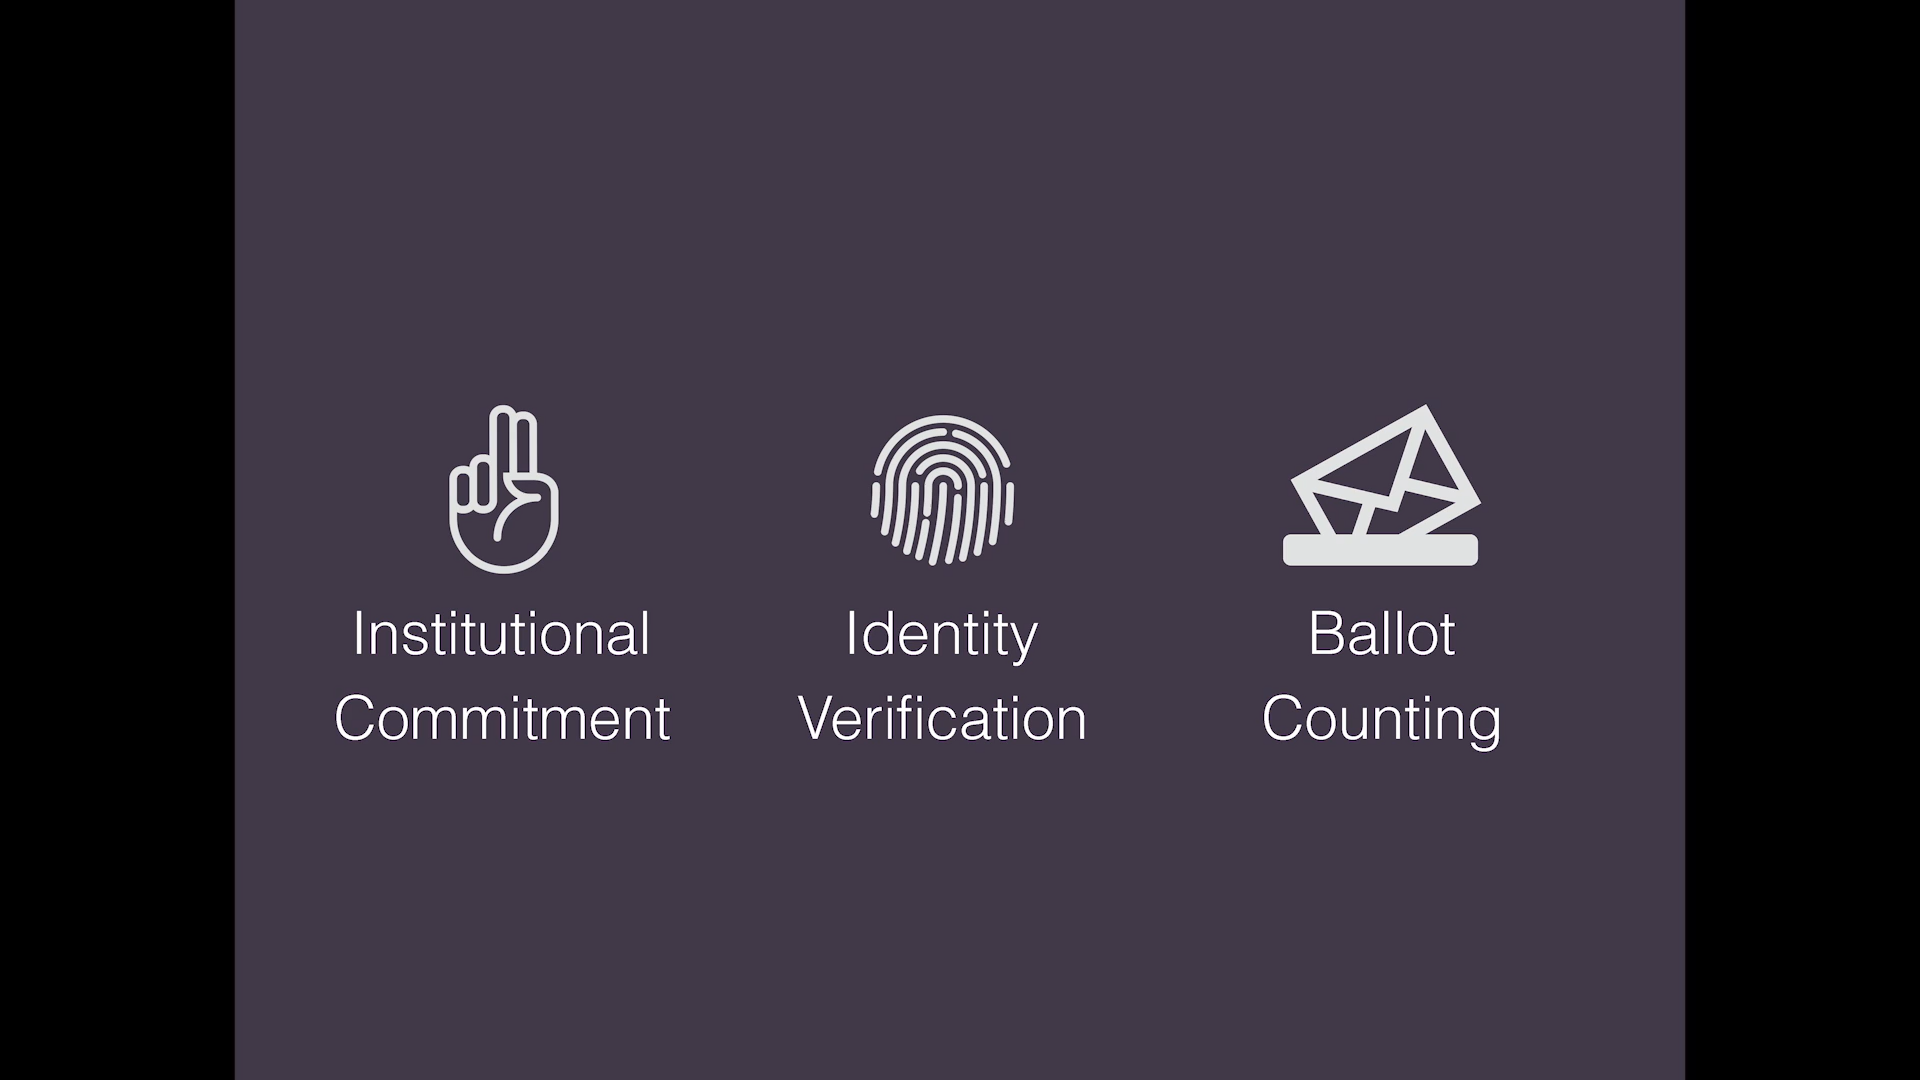 Institutional
Commitment
Identity
Verification
Ballot
Counting